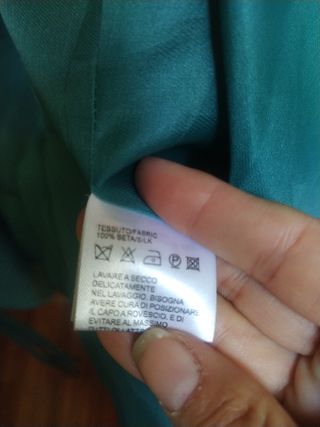 TESSUTO/FABRIC
100% SETA/SILK
LAVARE A SECCO
DELICATAMENTE
NEL LAVAGGIO, BISOGNA
AVERE CURA DI POSIZIONARE
IL CAPO A ROVESCIO, E DI
EVITARE AL MASSIMO